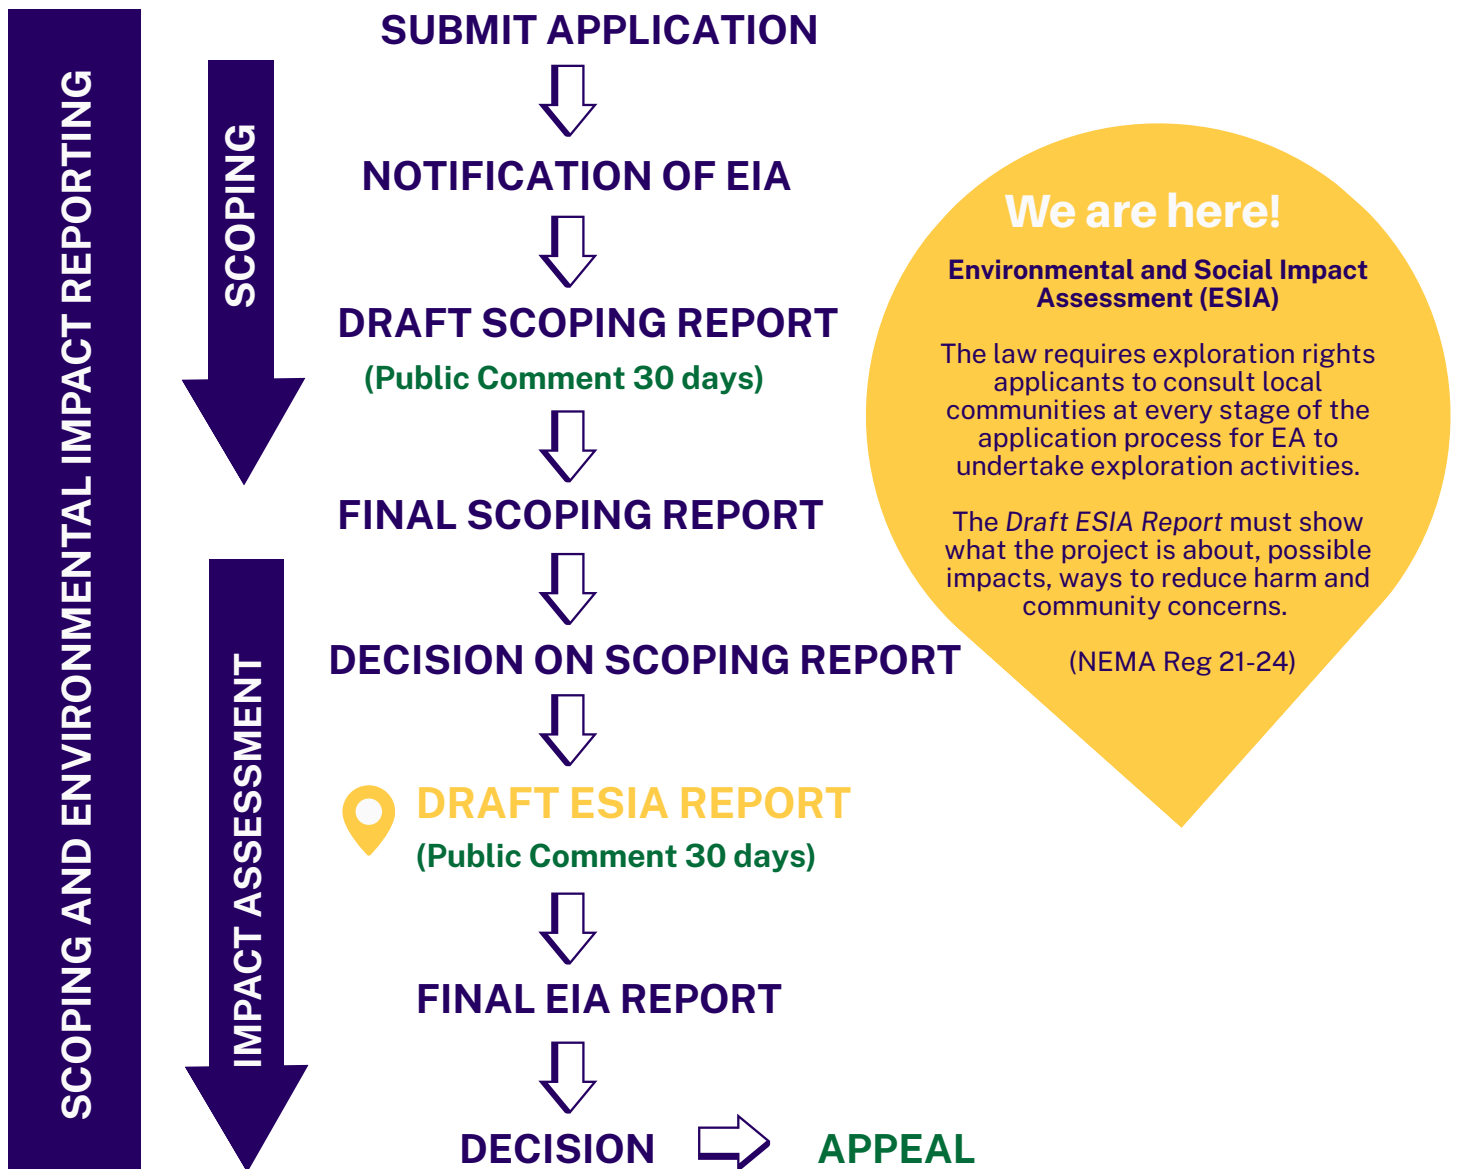 SCOPING AND ENVIRONMENTAL IMPACT REPORTING
SCOPING
IMPACT ASSESSMENT
SUBMIT APPLICATION
NOTIFICATION OF EIA
DRAFT SCOPING REPORT
(Public Comment 30 days)
FINAL SCOPING REPORT
DECISION ON SCOPING REPORT
DRAFT ESIA REPORT
(Public Comment 30 days)
FINAL EIA REPORT
DECISION
APPEAL
We are here!
Environmental and Social Impact
Assessment (ESIA)
The law requires exploration rights
applicants to consult local
communities at every stage of the
application process for EA to
undertake exploration activities.
The Draft ESIA Report must show
what the project is about, possible
impacts, ways to reduce harm and
community concerns.
(NEMA Reg 21-24)